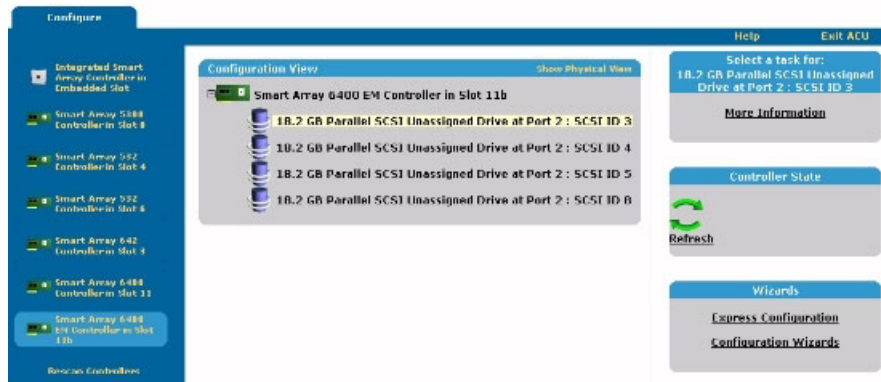 Configure
Help Exit ACU
Integrated Smart
Array Controller in
Embedded Slot
Smart Array 5300
Controller in Slot 8
Smart Array 532
Controller in Slot 4
Smart Array 532
Controller in Slot 6
Smart Array 642
Controller in Slot 3
Smart Array 6400
Controller in Slot 11
Smart Array 6400
EM Controller in Slot
11b
Rescan Controllers
Configuration View Show Physical View
Smart Array 6400 EM Controller in Slot 11b
18.2 GB Parallel SCSI Unassigned Drive at Port 2 : SCSI ID 3
18.2 GB Parallel SCSI Unassigned Drive at Port 2 : SCSI ID 4
18.2 GB Parallel SCSI Unassigned Drive at Port 2 : SCSI ID 5
18.2 GB Parallel SCSI Unassigned Drive at Port 2 : SCSI ID 8
Select a task for:
18.2 GB Parallel SCSI Unassigned
Drive at Port 2 : SCSI ID 3
More Information
Controller State
Refresh
Wizards
Express Configuration
Configuration Wizards